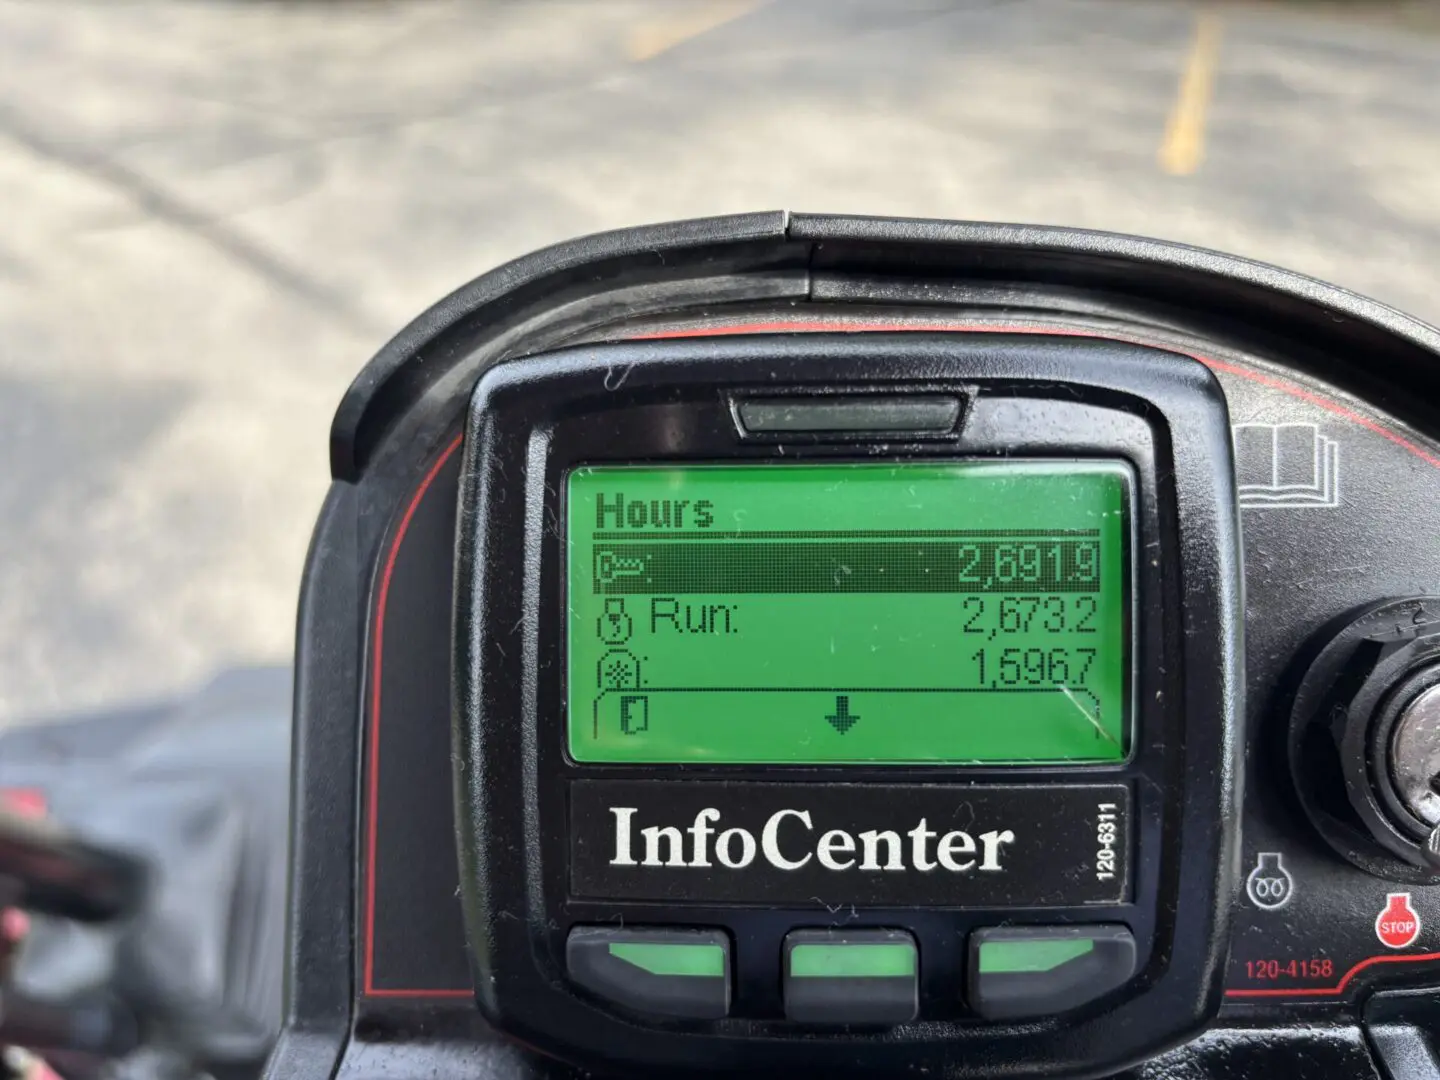 Hours
: 2,691.9
Run: 2,673.2
: 1,596.7
InfoCenter
120-6311
STOP
120-4158